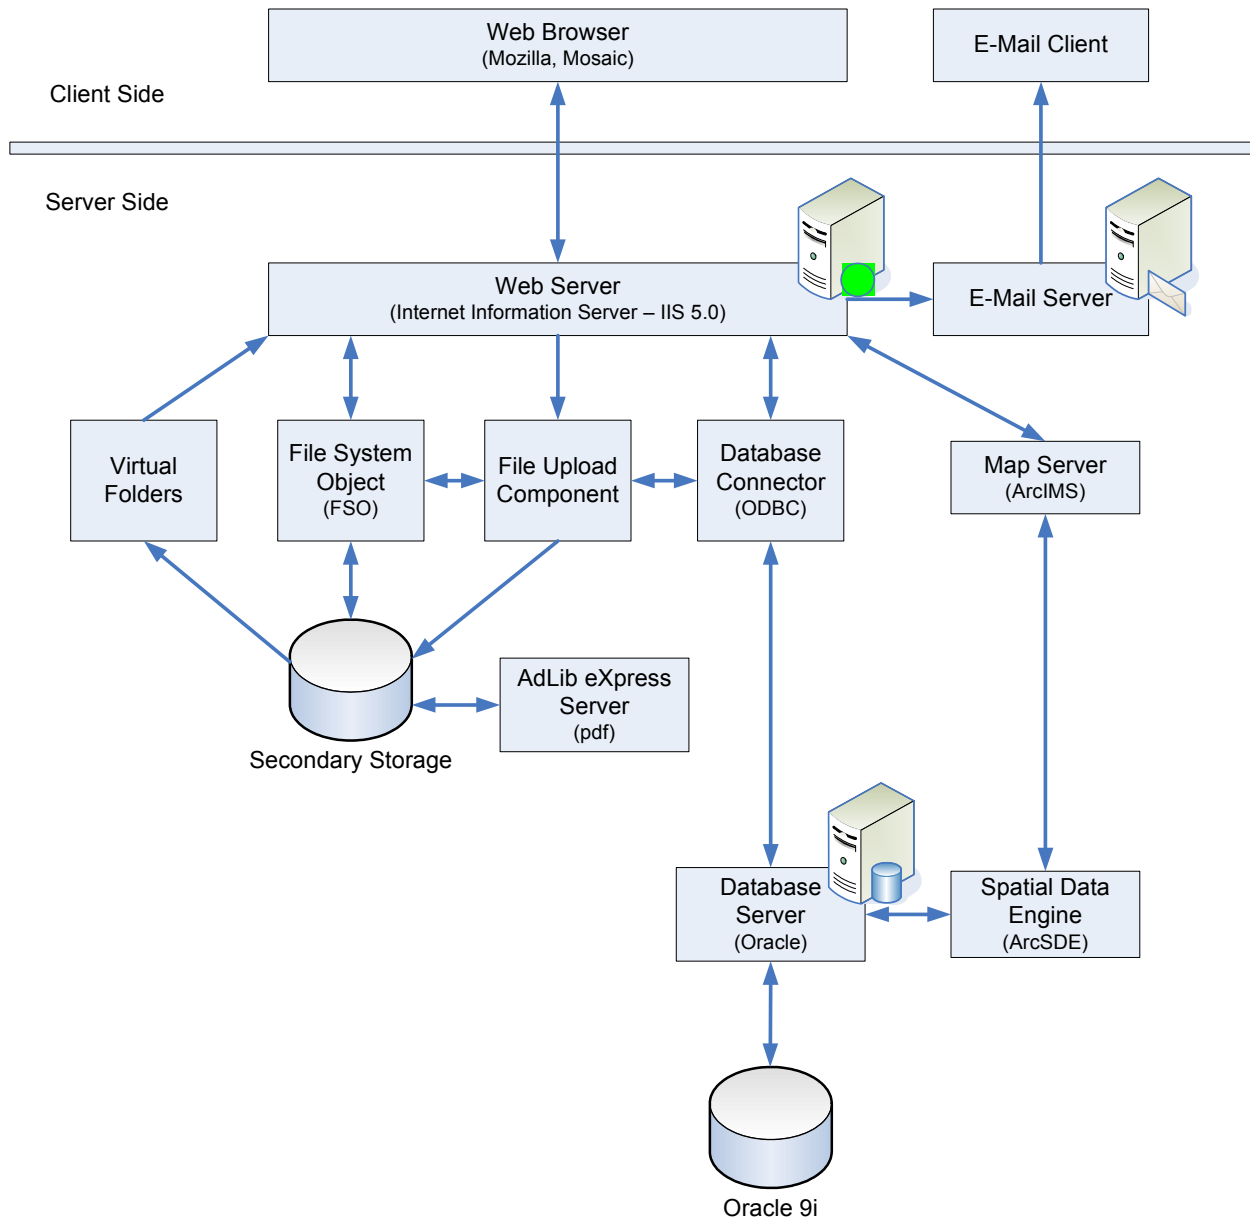 Web Browser
(Mozilla, Mosaic)
E-Mail Client
Client Side
Server Side
Web Server
(Internet Information Server – IIS 5.0)
E-Mail Server
Virtual
Folders
File System
Object
(FSO)
File Upload
Component
Database
Connector
(ODBC)
Map Server
(ArcIMS)
AdLib eXpress
Server
(pdf)
Secondary Storage
Database
Server
(Oracle)
Spatial Data
Engine
(ArcSDE)
Oracle 9i